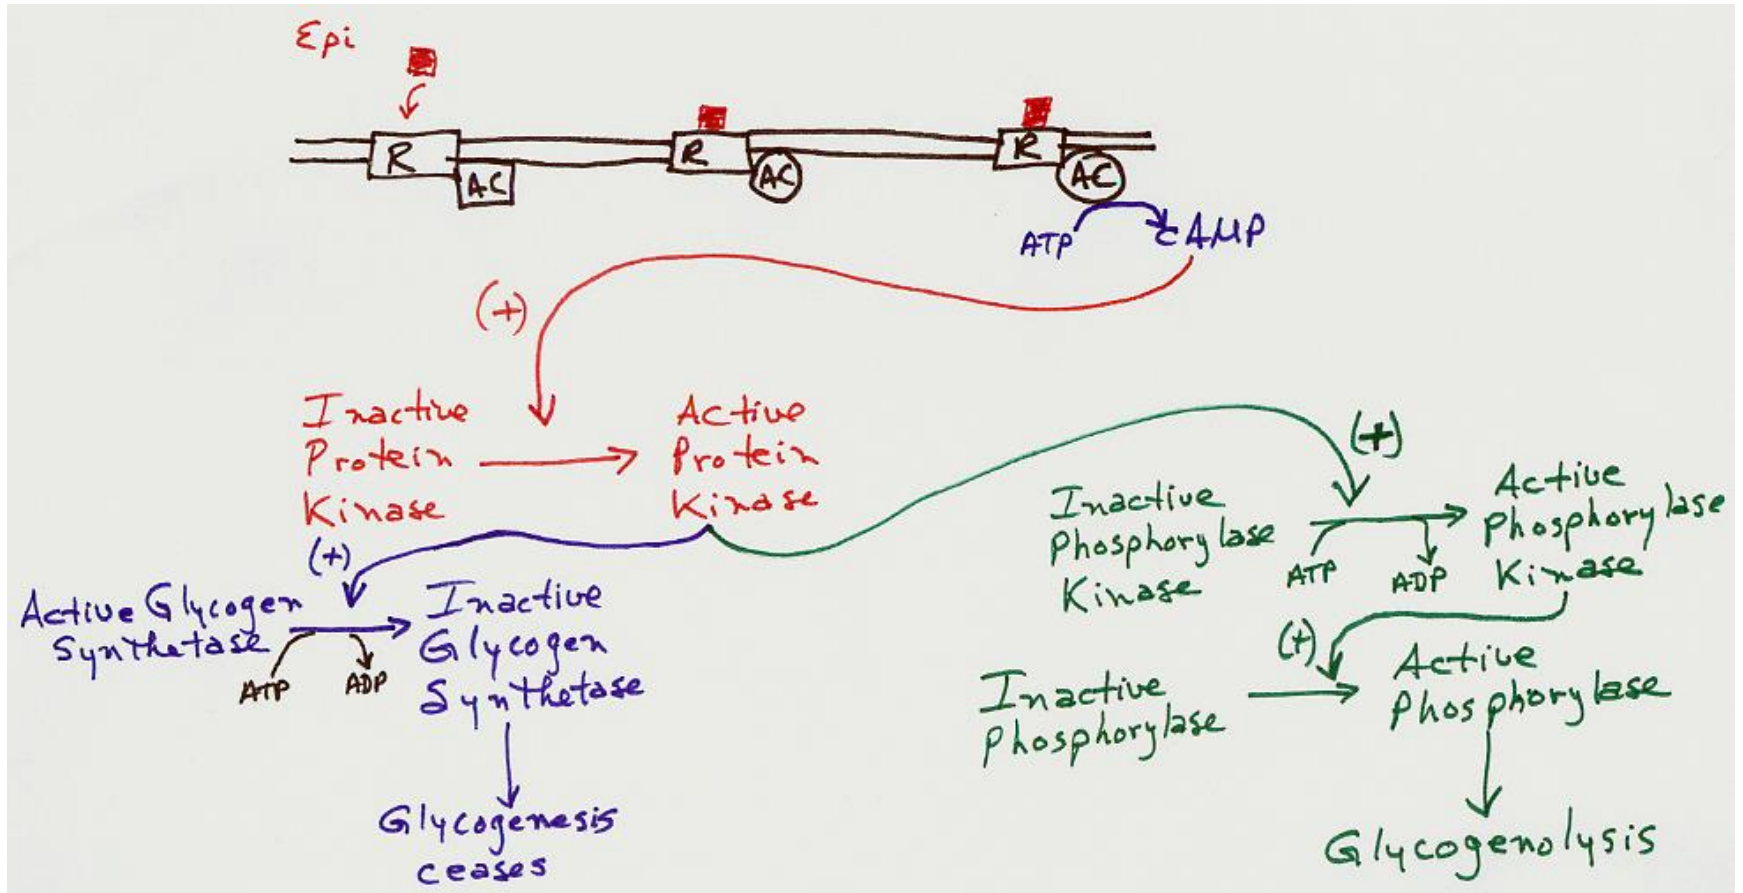 Epi
R
AC
R
AC
R
AC
ATP
cAMP
(+)
Inactive
Protein
Kinase
Active
Protein
Kinase
(+)
Inactive
Phosphorylase
Kinase
ATP
ADP
Active
Phosphorylase
Kinase
(+)
Active Glycogen
Synthetase
ATP
ADP
Inactive
Glycogen
Synthetase
(+)
Inactive
Phosphorylase
Active
Phosphorylase
Glycogenesis
ceases
Glycogenolysis